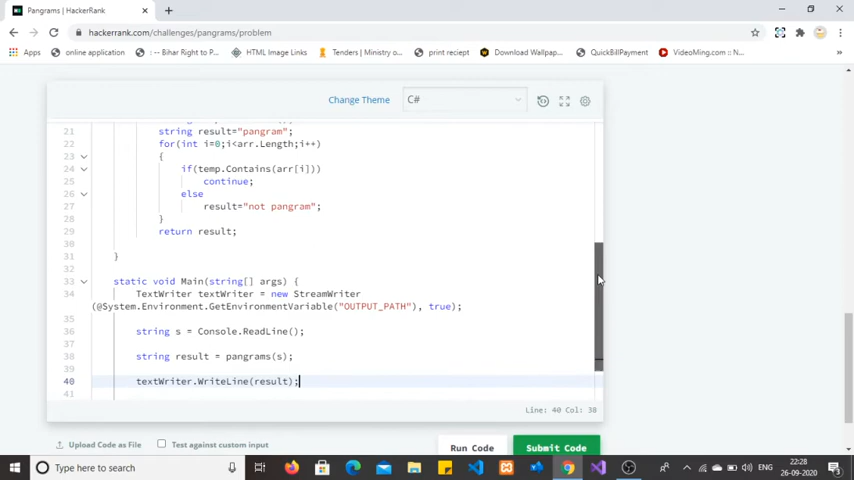 Pangrams | HackerRank
hackerrank.com/challenges/pangrams/problem
Apps
online application
: -- Bihar Right to P...
HTML Image Links
Tenders | Ministry o...
print reciept
Download Wallpap...
QuickBillPayment
VideoMing.com ::N...
Change Theme
C#
21
string result="pangram";
22
for(int i=0;i<arr.Length;i++)
23
{
24
if(temp.Contains(arr[i]))
25
continue;
26
else
27
result="not pangram";
28
}
29
return result;
30
31
}
32
33
static void Main(string[] args) {
34
TextWriter textWriter = new StreamWriter
(@System.Environment.GetEnvironmentVariable("OUTPUT_PATH"), true);
35
36
string s = Console.ReadLine();
37
38
string result = pangrams(s);
39
40
textWriter.WriteLine(result);
41
Line: 40 Col: 38
Upload Code as File
Test against custom input
Run Code
Submit Code
Type here to search
ENG
22:28
26-09-2020